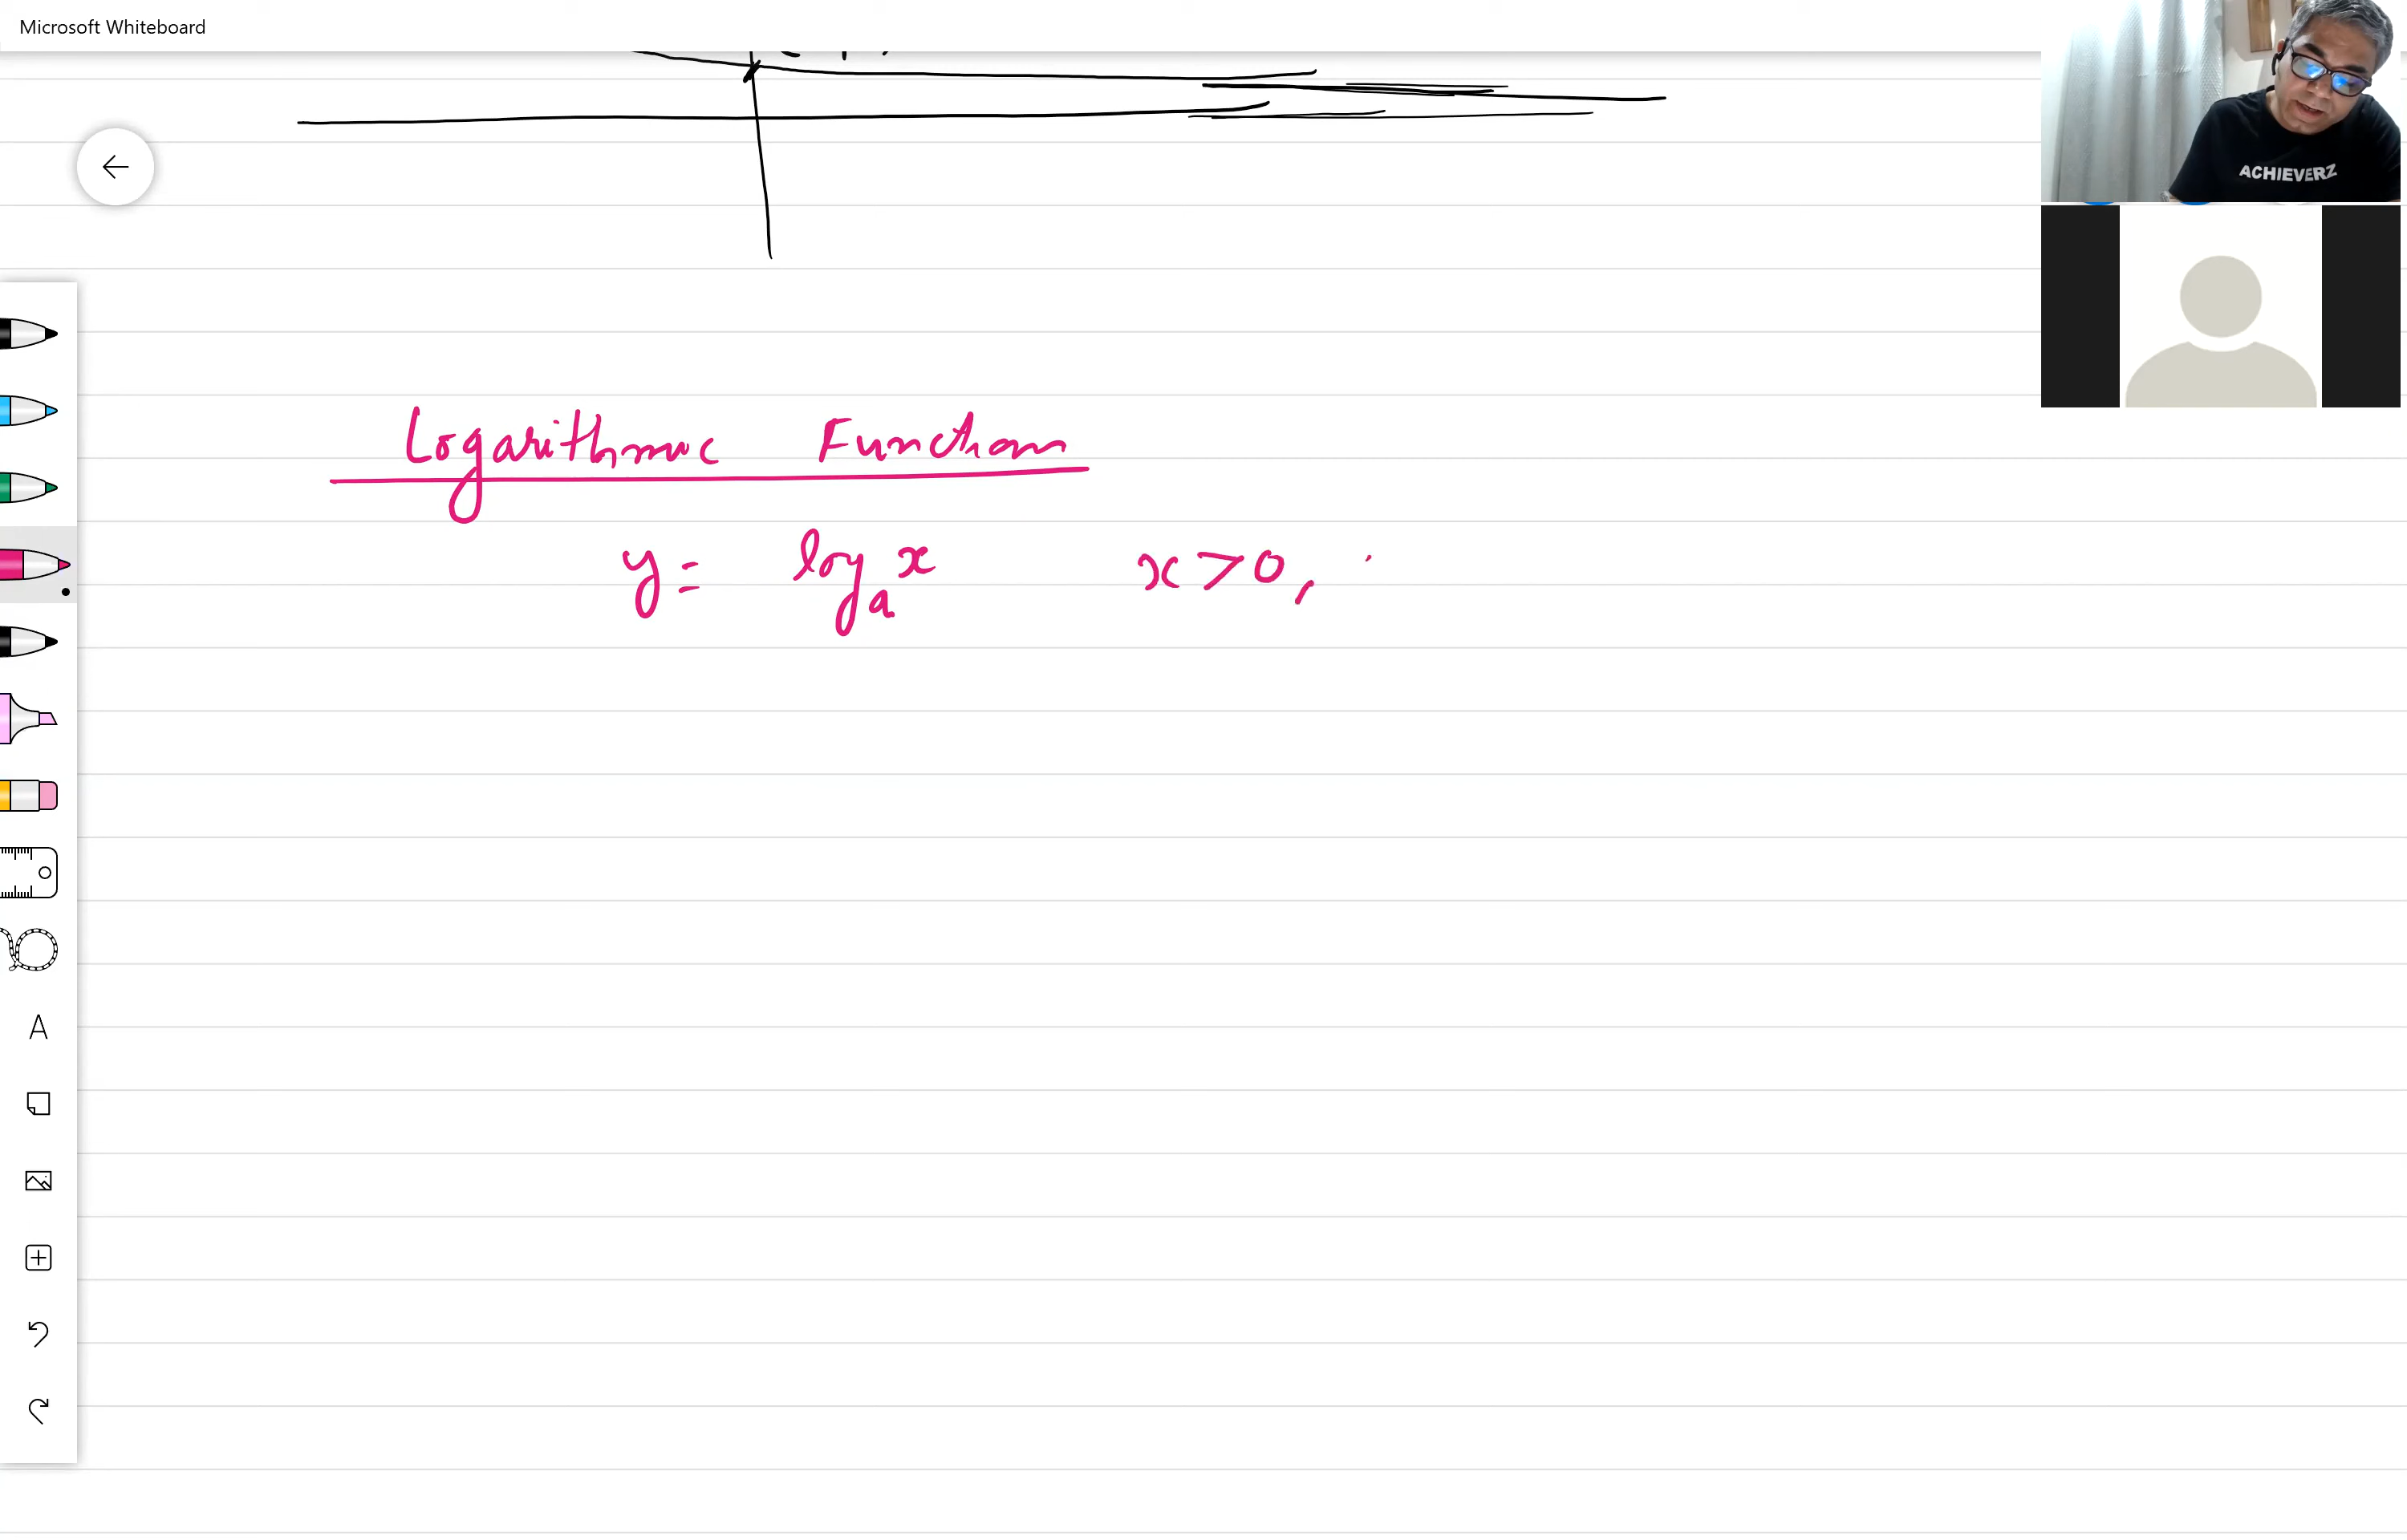 Microsoft Whiteboard
ACHIEVERZ
Logarithmic Function
y = log_a x x > 0,
A